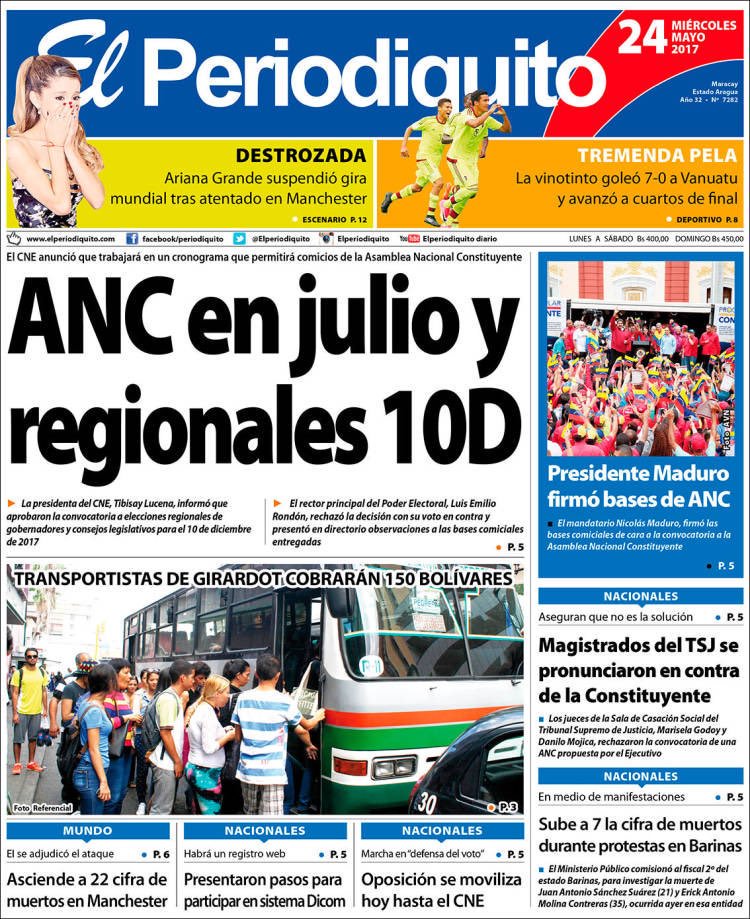 El Periodiquito
24 MIÉRCOLES
MAYO
2017
Maracay
Estado Aragua
Año 32 • Nº 7282
DESTROZADA
Ariana Grande suspendió gira
mundial tras atentado en Manchester
ESCENARIO P. 12
TREMENDA PELA
La vinotinto goleó 7-0 a Vanuatu
y avanzó a cuartos de final
DEPORTIVO P. 8
www.elperiodiquito.com facebook/periodiquito @Elperiodiquito Elperiodiquito You Tube Elperiodiquito diario LUNES A SÁBADO Bs 400,00 DOMINGO Bs 450,00
El CNE anunció que trabajará en un cronograma que permitirá comicios de la Asamblea Nacional Constituyente
ANC en julio y
regionales 10D
La presidenta del CNE, Tibisay Lucena, informó que
aprobaron la convocatoria a elecciones regionales de
gobernadores y consejos legislativos para el 10 de diciembre
de 2017
El rector principal del Poder Electoral, Luis Emilio
Rondón, rechazó la decisión con su voto en contra y
presentó en directorio observaciones a las bases comiciales
entregadas
P. 5
Foto AVN
Presidente Maduro
firmó bases de ANC
El mandatario Nicolás Maduro, firmó las
bases comiciales de cara a la convocatoria a la
Asamblea Nacional Constituyente
P. 5
TRANSPORTISTAS DE GIRARDOT COBRARÁN 150 BOLÍVARES
R-11
30
Foto Referencial
P.3
NACIONALES
Aseguran que no es la solución • P. 5
Magistrados del TSJ se
pronunciaron en contra
de la Constituyente
Los jueces de la Sala de Casación Social del
Tribunal Supremo de Justicia, Marisela Godoy y
Danilo Mojica, rechazaron la convocatoria de una
ANC propuesta por el Ejecutivo
NACIONALES
En medio de manifestaciones • P. 5
Sube a 7 la cifra de muertos
durante protestas en Barinas
El Ministerio Público comisionó al fiscal 2º del
estado Barinas, para investigar la muerte de
Juan Antonio Sánchez Suárez (21) y Erick Antonio
Molina Contreras (35), ocurrida ayer en esa entidad
MUNDO
El se adjudicó el ataque • P. 6
Asciende a 22 cifra de
muertos en Manchester
NACIONALES
Habrá un registro web • P. 5
Presentaron pasos para
participar en sistema Dicom
NACIONALES
Marcha en "defensa del voto" • P. 5
Oposición se moviliza
hoy hasta el CNE